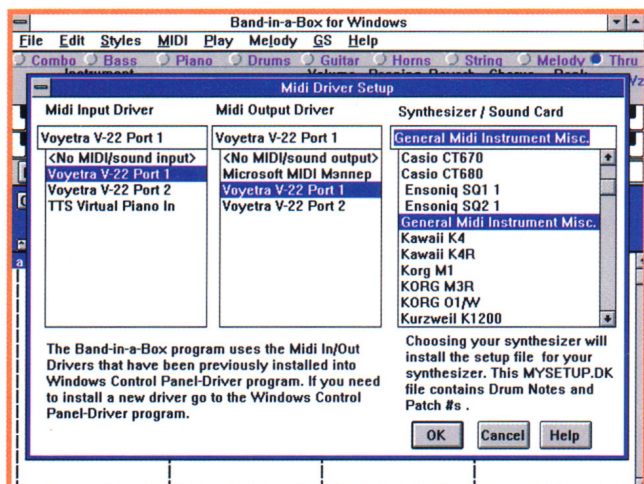 Band-in-a-Box for Windows
File Edit Styles MIDI Play Melody GS Help
Combo Bass Piano Drums Guitar Horns String Melody Thru
Midi Driver Setup
Midi Input Driver
Voyetra V-22 Port 1
<No MIDI/sound input>
Voyetra V-22 Port 1
Voyetra V-22 Port 2
TTS Virtual Piano In
Midi Output Driver
Voyetra V-22 Port 1
<No MIDI/sound output>
Microsoft MIDI Mannep
Voyetra V-22 Port 1
Voyetra V-22 Port 2
Synthesizer / Sound Card
General Midi Instrument Misc.
Casio CT670
Casio CT680
Ensoniq SQ1 1
Ensoniq SQ2 1
General Midi Instrument Misc.
Kawaii K4
Kawaii K4R
Korg M1
KORG M3R
KORG O1/W
Kurzweil K1200
The Band-in-a-Box program uses the Midi In/Out
Drivers that have been previously installed into
Windows Control Panel-Driver program. If you need
to install a new driver go to the Windows Control
Panel-Driver program.
Choosing your synthesizer will
install the setup file for your
synthesizer. This MYSETUP.DK
file contains Drum Notes and
Patch #s .
OK Cancel Help